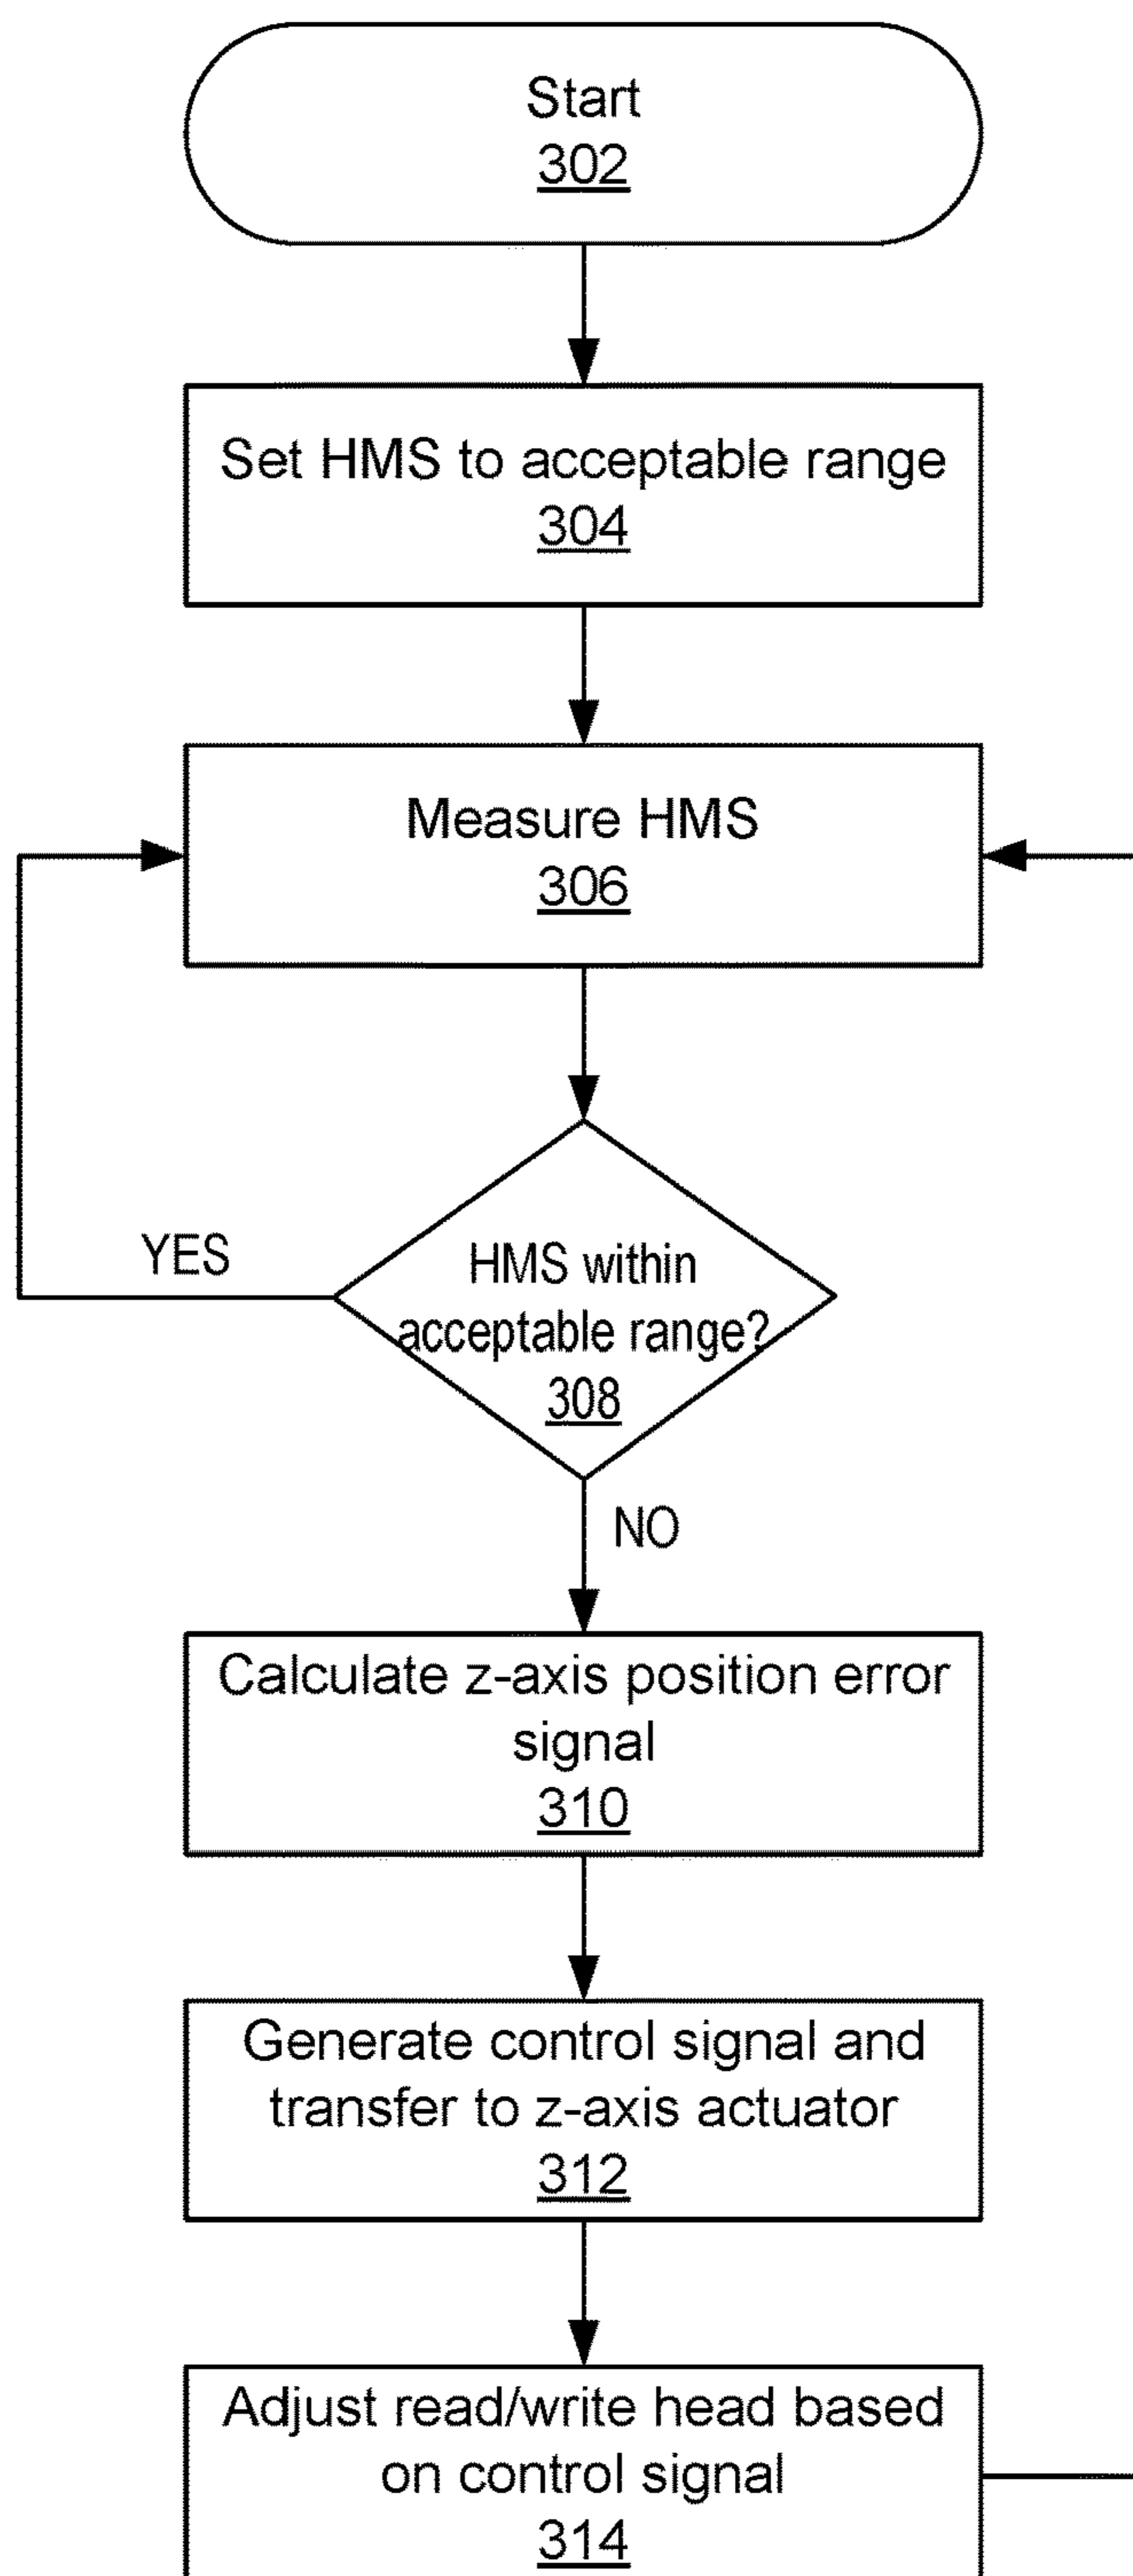 Start
302
Set HMS to acceptable range
304
Measure HMS
306
YES
HMS within
acceptable range?
308
NO
Calculate z-axis position error
signal
310
Generate control signal and
transfer to z-axis actuator
312
Adjust read/write head based
on control signal
314